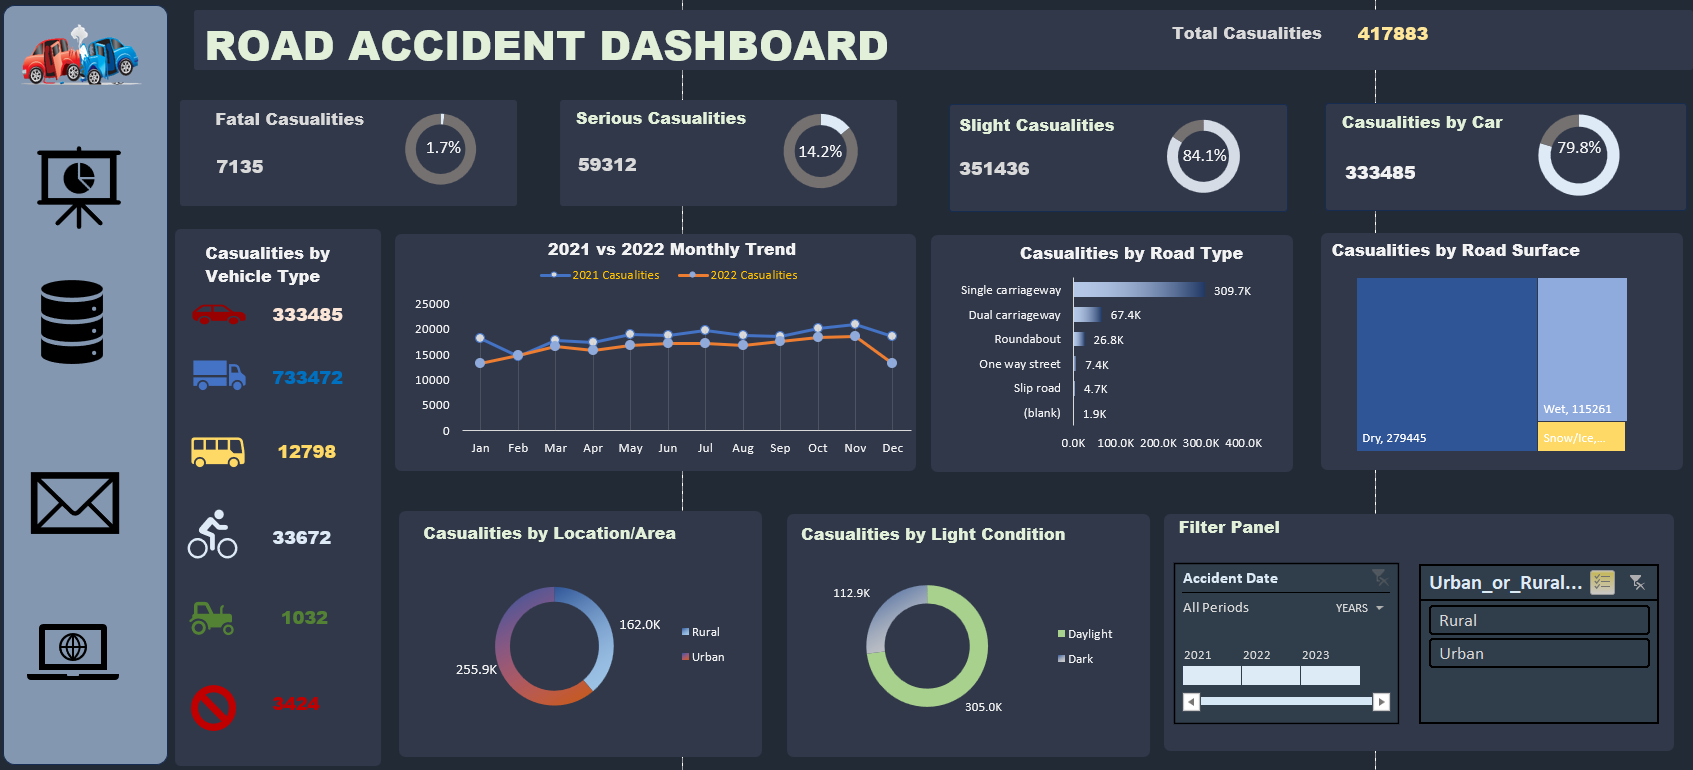 ROAD ACCIDENT DASHBOARD
Total Casualities 417883
Fatal Casualities
7135
1.7%
Serious Casualities
59312
14.2%
Slight Casualities
351436
84.1%
Casualities by Car
333485
79.8%
Casualities by
Vehicle Type
333485
733472
12798
33672
1032
3424
2021 vs 2022 Monthly Trend
2021 Casualities
2022 Casualities
25000
20000
15000
10000
5000
0
Jan Feb Mar Apr May Jun Jul Aug Sep Oct Nov Dec
Casualities by Road Type
Single carriageway 309.7K
Dual carriageway 67.4K
Roundabout 26.8K
One way street 7.4K
Slip road 4.7K
(blank) 1.9K
0.0K 100.0K 200.0K 300.0K 400.0K
Casualities by Road Surface
Dry, 279445
Wet, 115261
Snow/Ice,...
Casualities by Location/Area
162.0K
255.9K
Rural
Urban
Casualities by Light Condition
112.9K
305.0K
Daylight
Dark
Filter Panel
Accident Date
All Periods YEARS
2021 2022 2023
Urban_or_Rural...
Rural
Urban